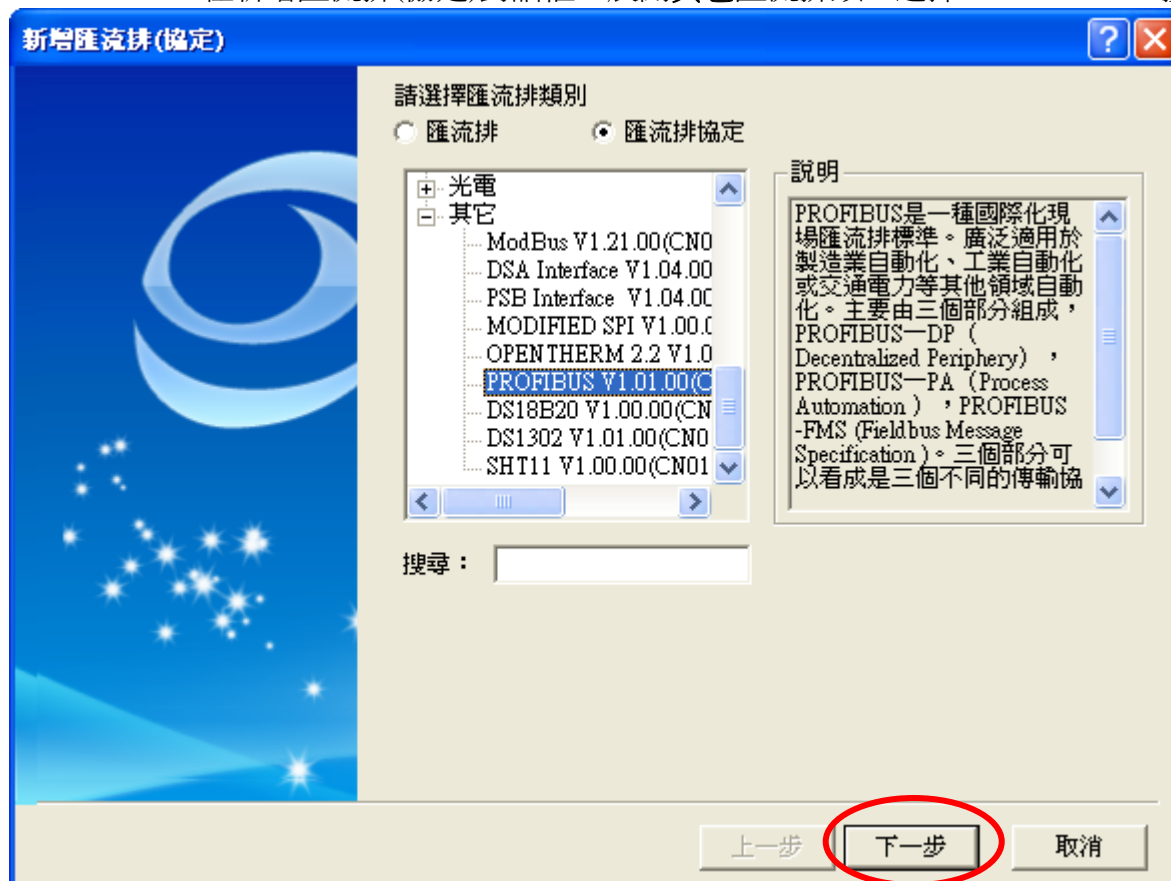 新增匯流排(協定)
請選擇匯流排類別
匯流排
匯流排協定
光電
其它
ModBus V1.21.00(CN0
DSA Interface V1.04.00
PSB Interface V1.04.0
MODIFIED SPI V1.00.
OPENTHERM 2.2 V1.0
PROFIBUS V1.01.00(C
DS18B20 V1.00.00(CN
DS1302 V1.01.00(CN0
SHT11 V1.00.00(CN01
說明
PROFIBUS是一種國際化現
場匯流排標準。廣泛適用於
製造業自動化、工業自動化
或交通電力等其他領域自動
化。主要由三個部分組成，
PROFIBUS—DP（
Decentralized Periphery），
PROFIBUS—PA（Process
Automation），PROFIBUS
-FMS (Fieldbus Message
Specification)。三個部分可
以看成是三個不同的傳輸協
搜尋：
上一步
下一步
取消